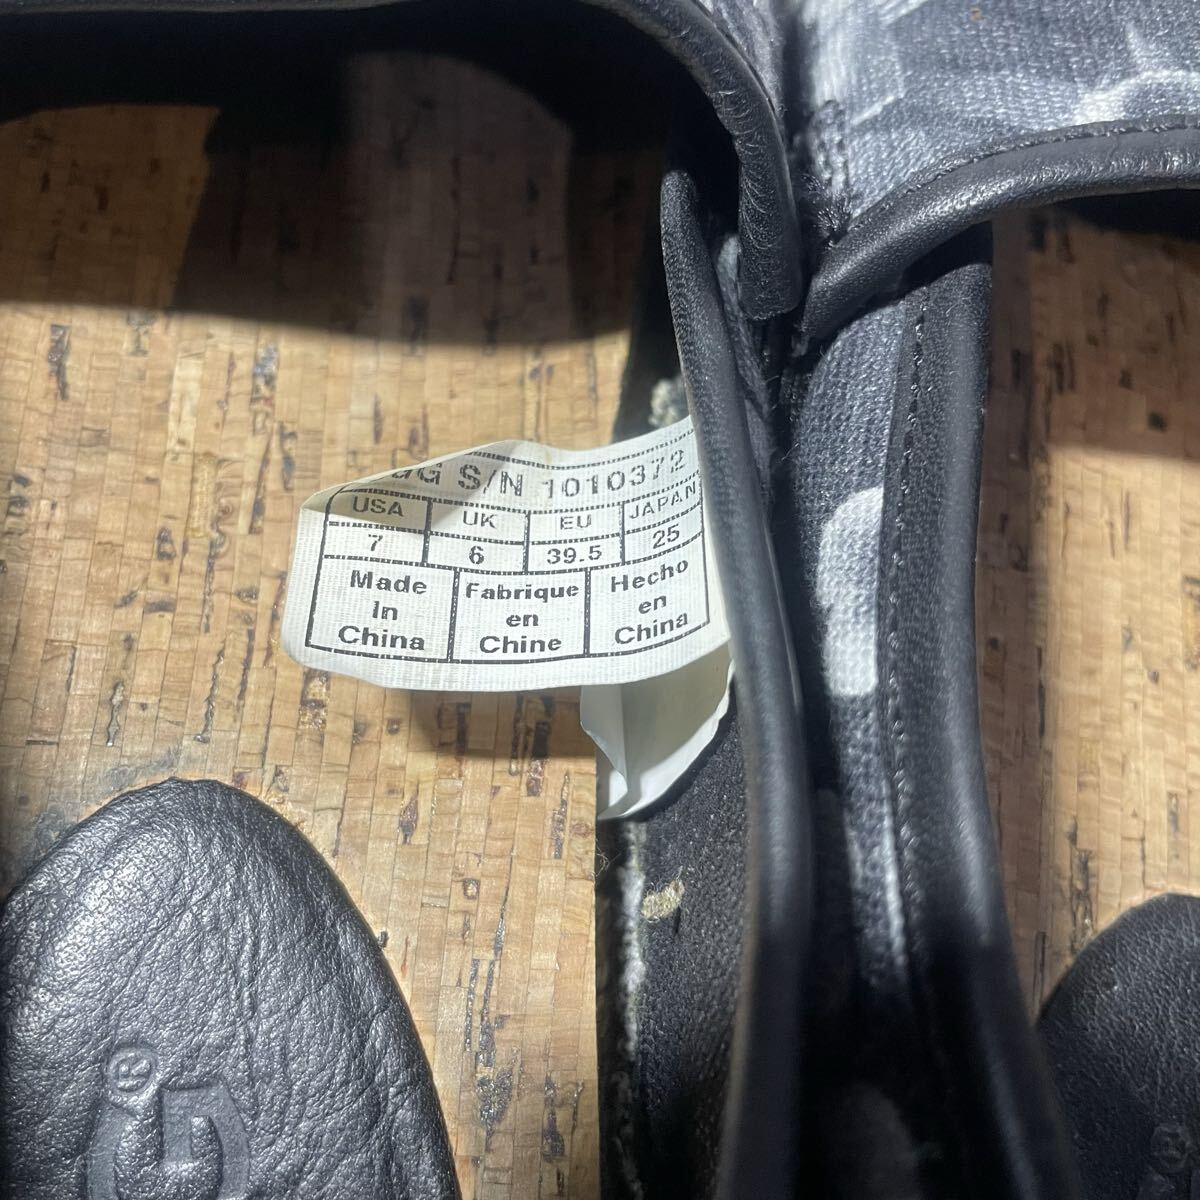 S/N 1010372
USA UK EU JAPAN
7 6 39.5 25
Made
In
China
Fabrique
en
Chine
Hecho
en
China
®
G